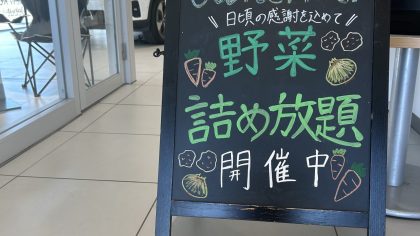 日頃の感謝を込めて
野菜
詰め放題
開催中